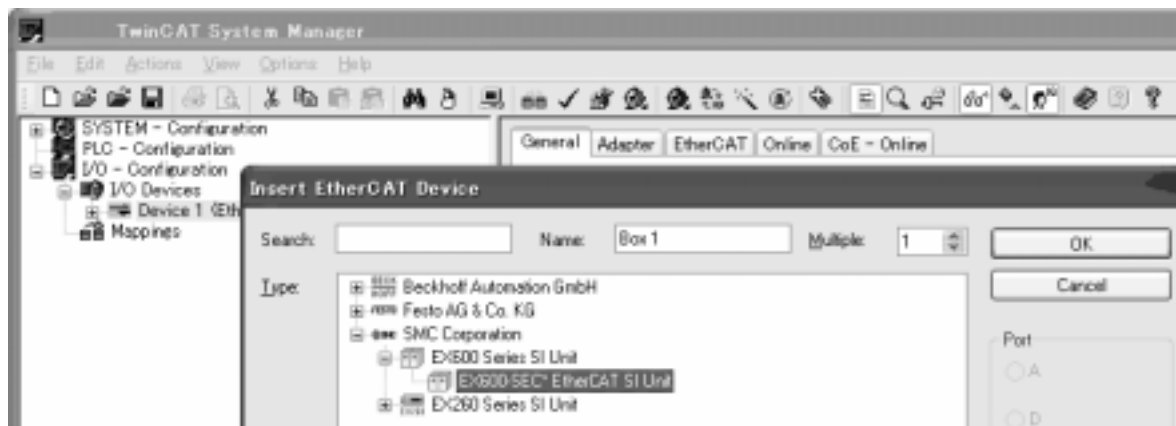 TwinCAT System Manager
File Edit Actions View Options Help
SYSTEM - Configuration
PLC - Configuration
I/O - Configuration
I/O Devices
Device 1 (Eth
Mappings
General Adapter EtherCAT Online CoE - Online
Insert EtherCAT Device
Search: Name: Box 1 Multiple: 1 OK
Type: Cancel
Beckhoff Automation GmbH
Festo AG & Co. KG
SMC Corporation
EX600 Series SI Unit
EX600-SEC* EtherCAT SI Unit
EX260 Series SI Unit
Port
A
D